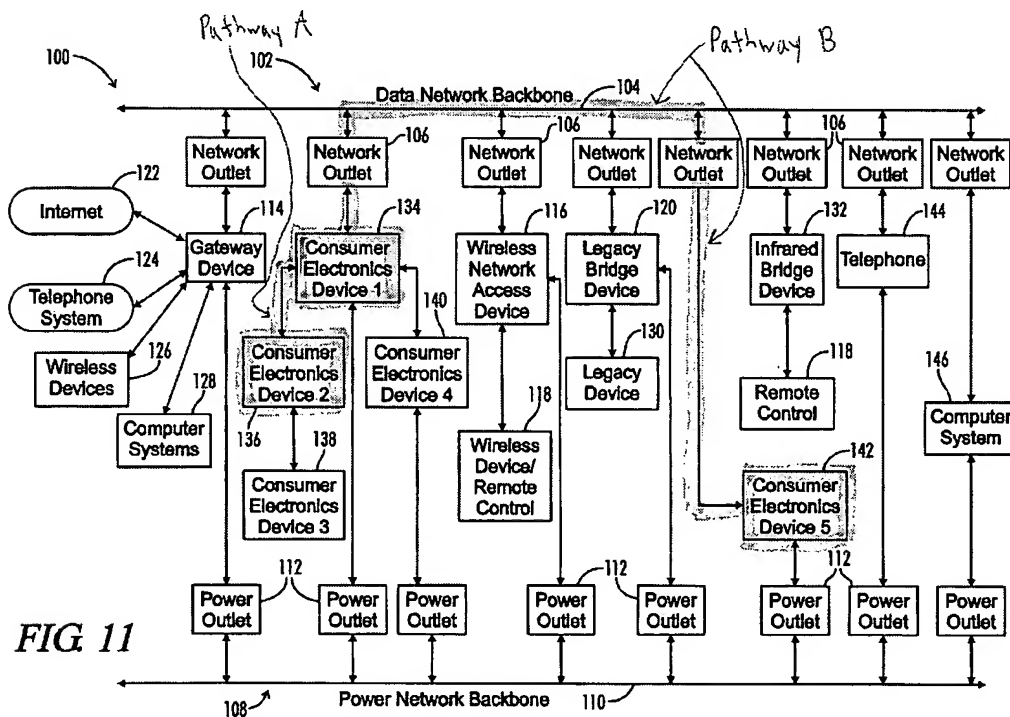 Pathway A
Pathway B
100
102
104
Data Network Backbone
106
106
106
Network Outlet
Network Outlet
Network Outlet
Network Outlet
Network Outlet
Network Outlet
Network Outlet
Network Outlet
122
Internet
114
Gateway
Device
134
Consumer
Electronics
Device 1
116
Wireless
Network
Access
Device
120
Legacy
Bridge
Device
132
Infrared
Bridge
Device
144
Telephone
124
Telephone
System
126
Wireless
Devices
128
Computer
Systems
Consumer
Electronics
Device 2
136
140
Consumer
Electronics
Device 4
130
Legacy
Device
118
Remote
Control
146
Computer
System
138
Consumer
Electronics
Device 3
118
Wireless
Device/
Remote
Control
142
Consumer
Electronics
Device 5
112
112
112
Power
Outlet
Power
Outlet
Power
Outlet
Power
Outlet
Power
Outlet
Power
Outlet
Power
Outlet
Power
Outlet
FIG. 11
108
Power Network Backbone
110